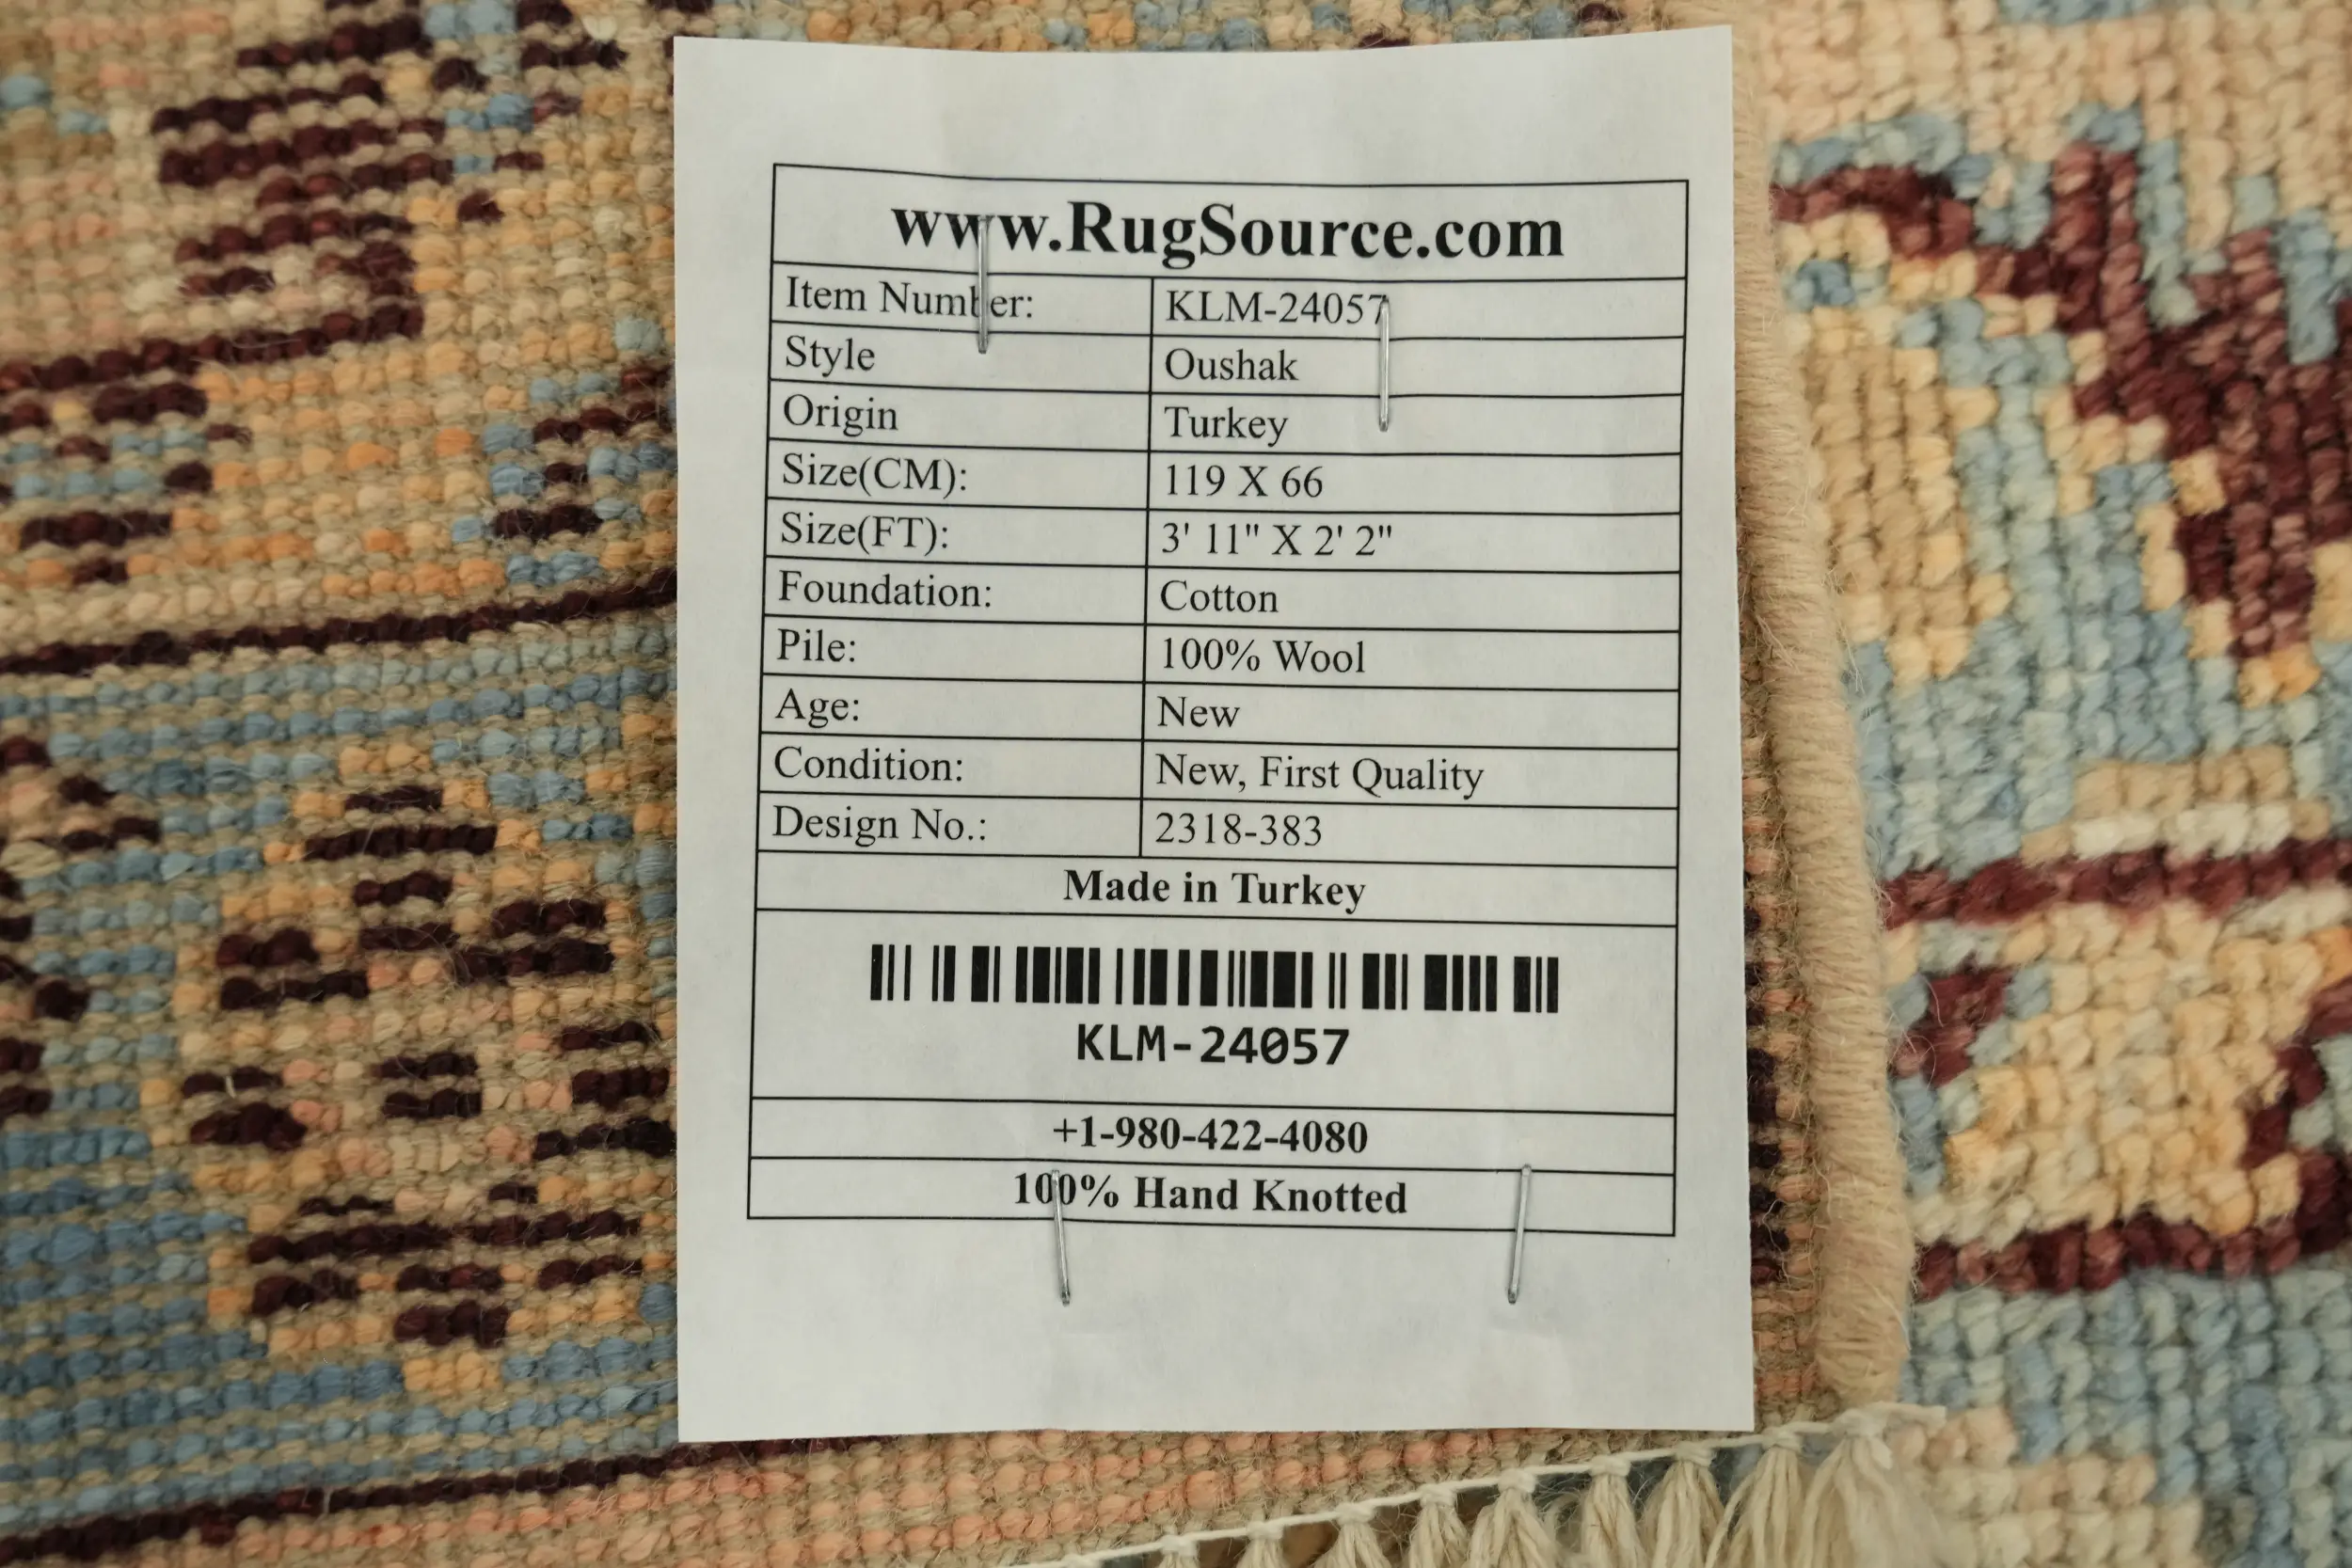 www.RugSource.com
Item Number: KLM-24057
Style Oushak
Origin Turkey
Size(CM): 119 X 66
Size(FT): 3' 11" X 2' 2"
Foundation: Cotton
Pile: 100% Wool
Age: New
Condition: New, First Quality
Design No.: 2318-383
Made in Turkey
KLM-24057
+1-980-422-4080
100% Hand Knotted